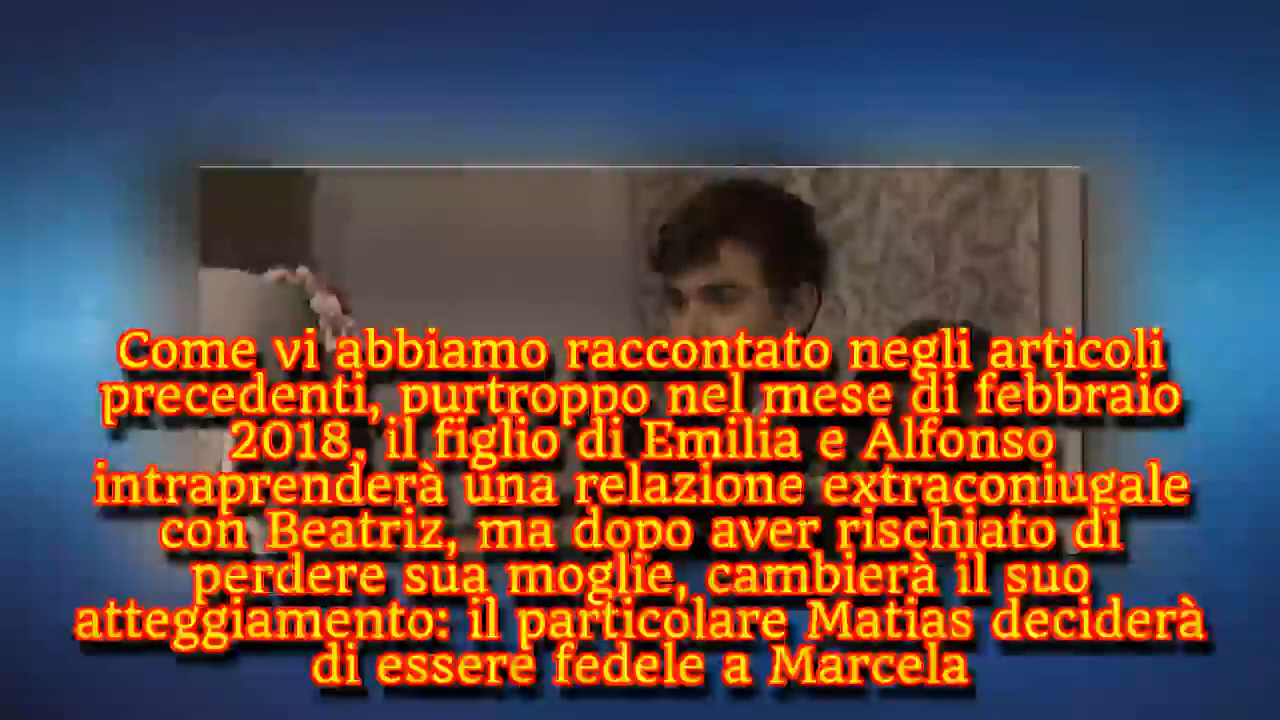 Come vi abbiamo raccontato negli articoli
precedenti, purtroppo nel mese di febbraio
2018, il figlio di Emilia e Alfonso
intraprenderà una relazione extraconiugale
con Beatriz, ma dopo aver rischiato di
perdere sua moglie, cambierà il suo
atteggiamento: il particolare Matias deciderà
di essere fedele a Marcela